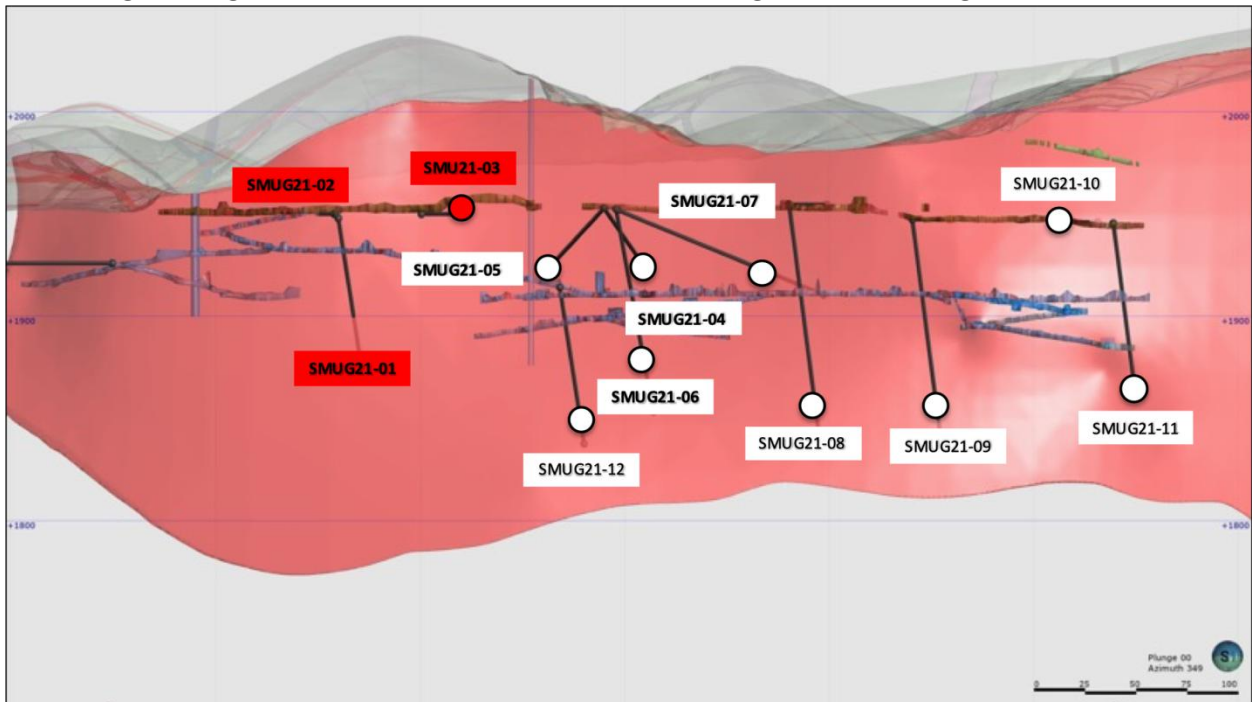 +2000
+2000
SMU21-03
SMUG21-02
SMUG21-10
SMUG21-07
SMUG21-05
SMUG21-04
+1900
+1900
SMUG21-01
SMUG21-06
SMUG21-11
SMUG21-08
SMUG21-09
SMUG21-12
+1800
+1800
Plunge 00
Azimuth 349
S
0 25 50 75 100